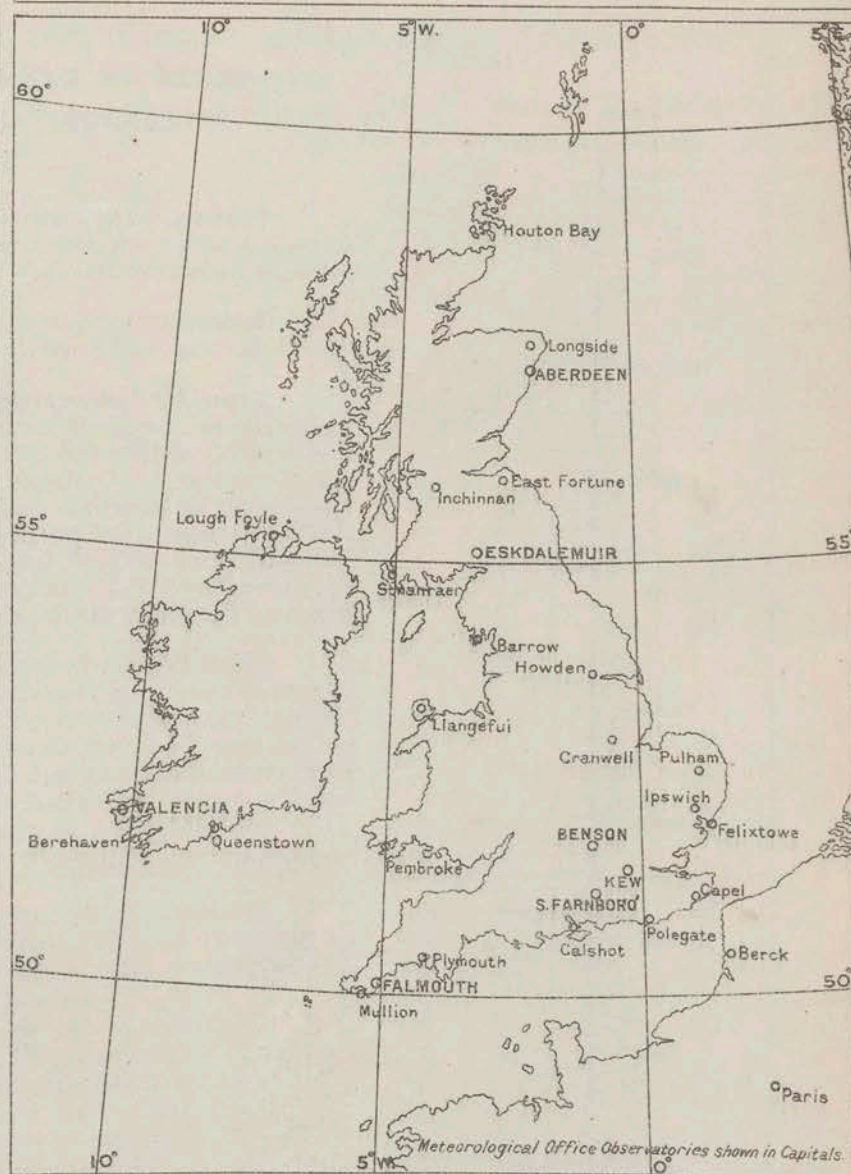 10°
5°W.
0°
5°
60°
Houton Bay
Longside
ABERDEEN
East Fortune
Inchinnan
Lough Foyle
55°
55°
ESKDALEMUIR
Stranraer
Barrow
Howden
Llangefui
Cranwell
Pulham
Ipswich
VALENCIA
Felixtowe
Berehaven
Queenstown
BENSON
Pembroke
KEW
Capel
S. FARNBORO'
Polegate
Calshot
Plymouth
Berck
50°
50°
FALMOUTH
Mullion
Paris
Meteorological Office Observatories shown in Capitals.
10°
5°W.
0°